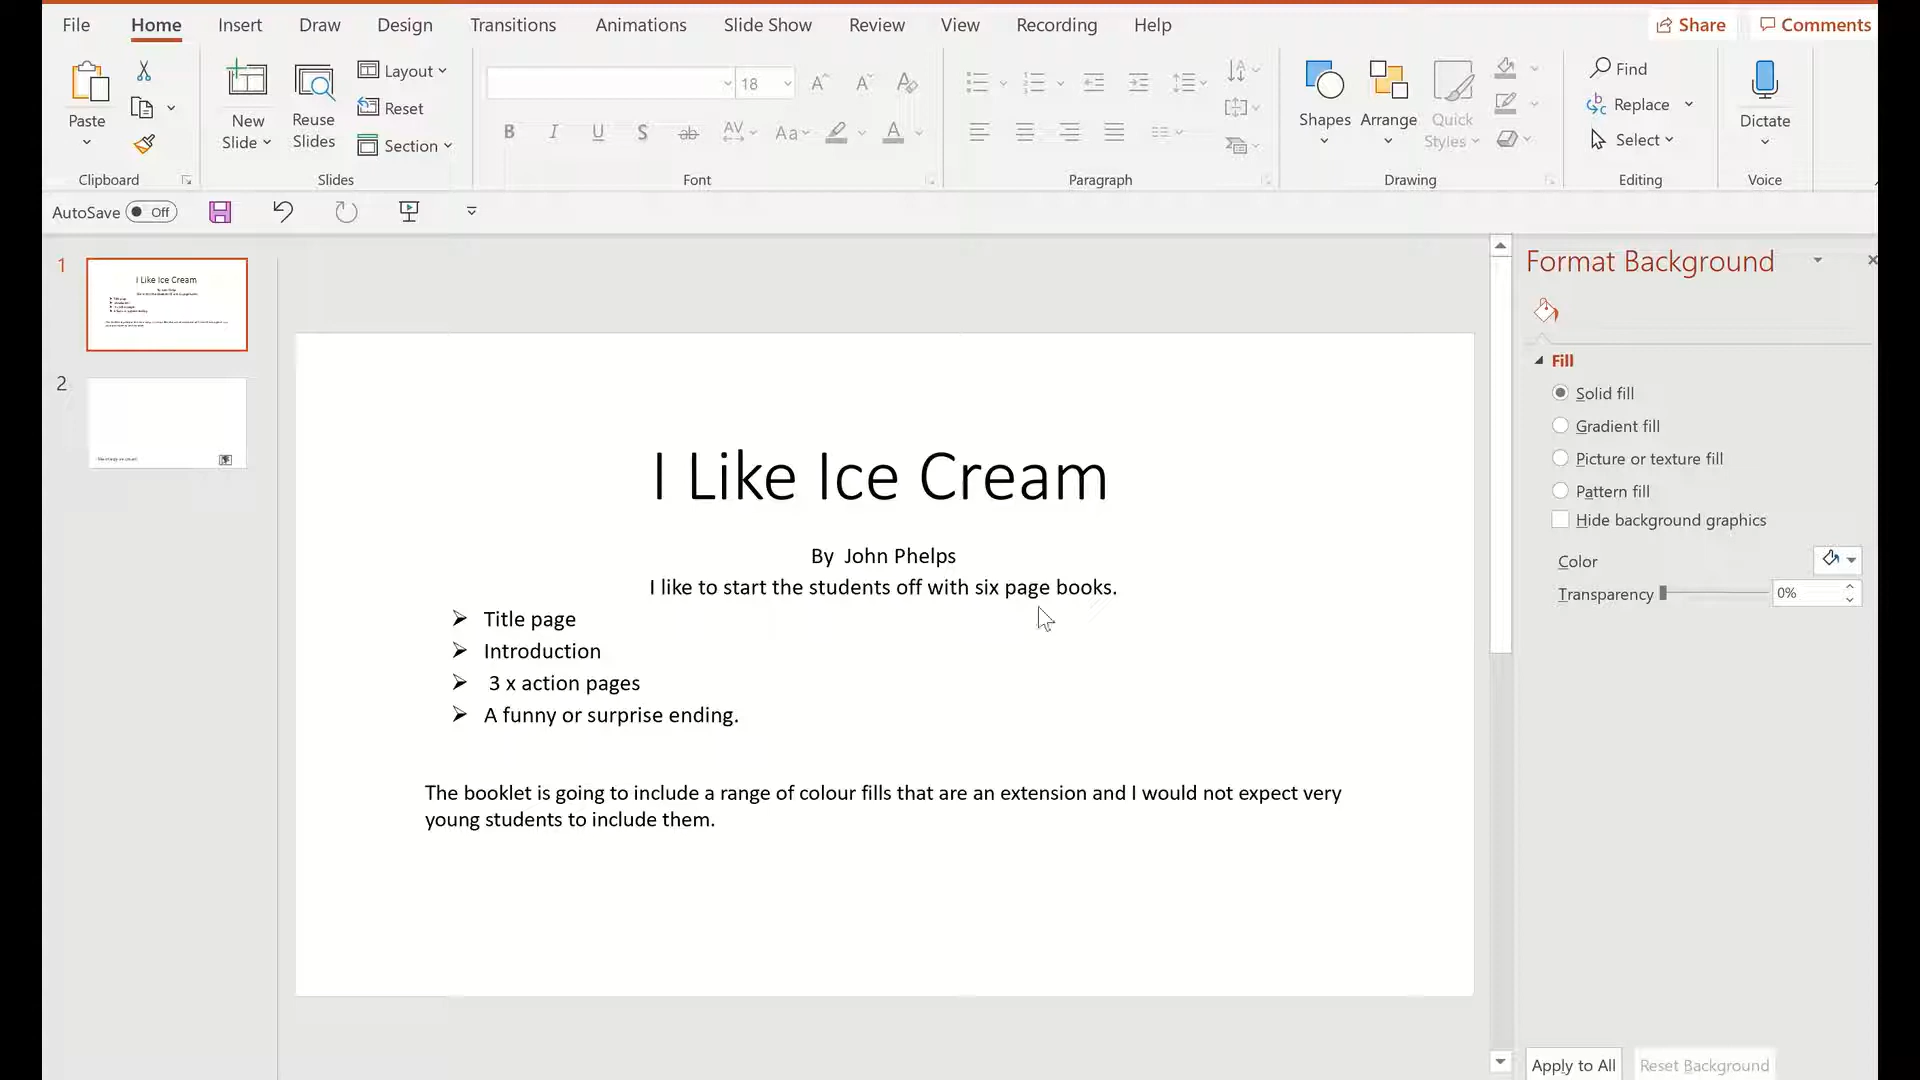 File Home Insert Draw Design Transitions Animations Slide Show Review View Recording Help Share Comments
Paste
New Slide
Reuse Slides
Layout
Reset
Section
18
B I U S ab AV Aa A
Shapes
Arrange
Quick Styles
Find
Replace
Select
Dictate
Clipboard Slides Font Paragraph Drawing Editing Voice
AutoSave Off
1
I Like Ice Cream
2
Format Background
Fill
Solid fill
Gradient fill
Picture or texture fill
Pattern fill
Hide background graphics
Color
Transparency 0%
Apply to All Reset Background
I Like Ice Cream
By John Phelps
I like to start the students off with six page books.
Title page
Introduction
3 x action pages
A funny or surprise ending.
The booklet is going to include a range of colour fills that are an extension and I would not expect very
young students to include them.